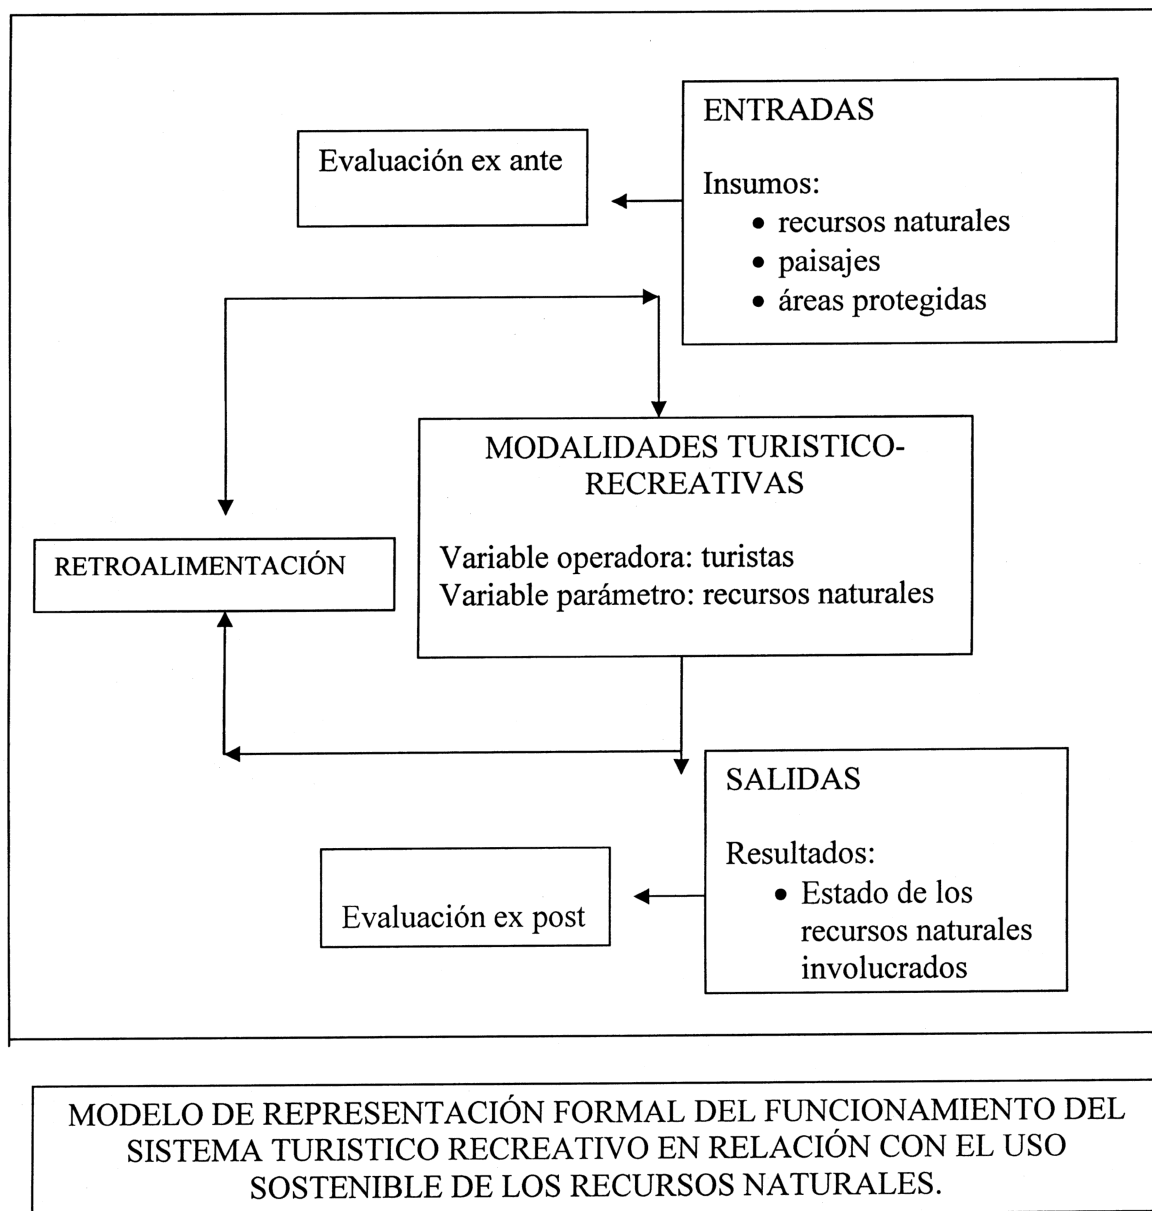 ENTRADAS
Evaluación ex ante
Insumos:
• recursos naturales
• paisajes
• áreas protegidas
MODALIDADES TURISTICO-
RECREATIVAS
Variable operadora: turistas
Variable parámetro: recursos naturales
RETROALIMENTACIÓN
SALIDAS
Resultados:
• Estado de los
recursos naturales
involucrados
Evaluación ex post
MODELO DE REPRESENTACIÓN FORMAL DEL FUNCIONAMIENTO DEL
SISTEMA TURISTICO RECREATIVO EN RELACIÓN CON EL USO
SOSTENIBLE DE LOS RECURSOS NATURALES.